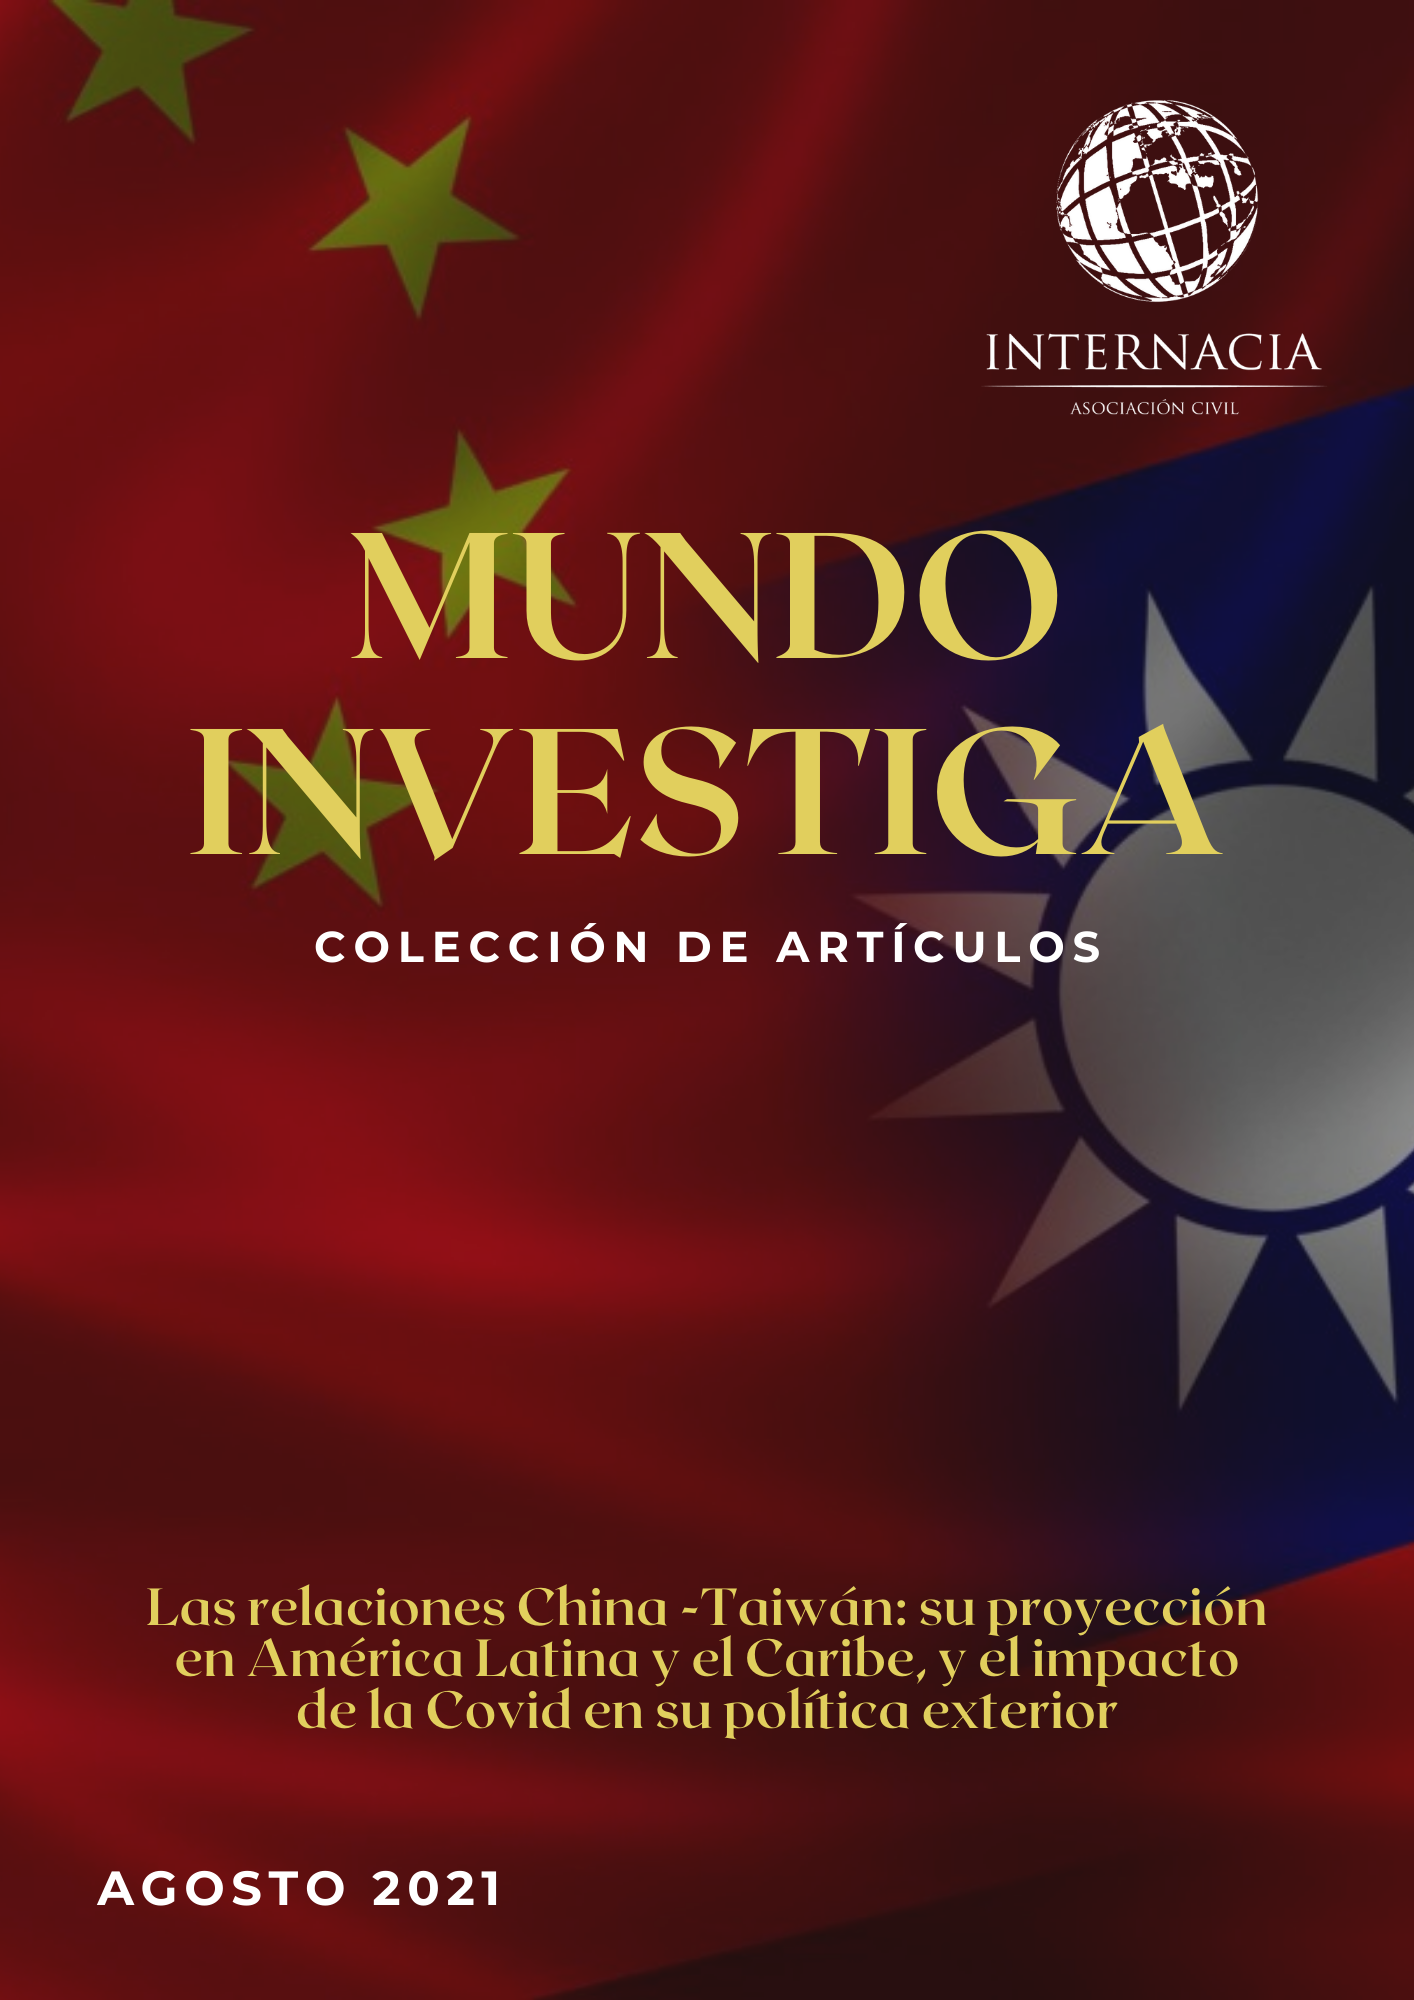 INTERNACIA
ASOCIACIÓN CIVIL
MUNDO
INVESTIGA
COLECCIÓN DE ARTÍCULOS
Las relaciones China -Taiwán: su proyección
en América Latina y el Caribe, y el impacto
de la Covid en su política exterior
AGOSTO 2021